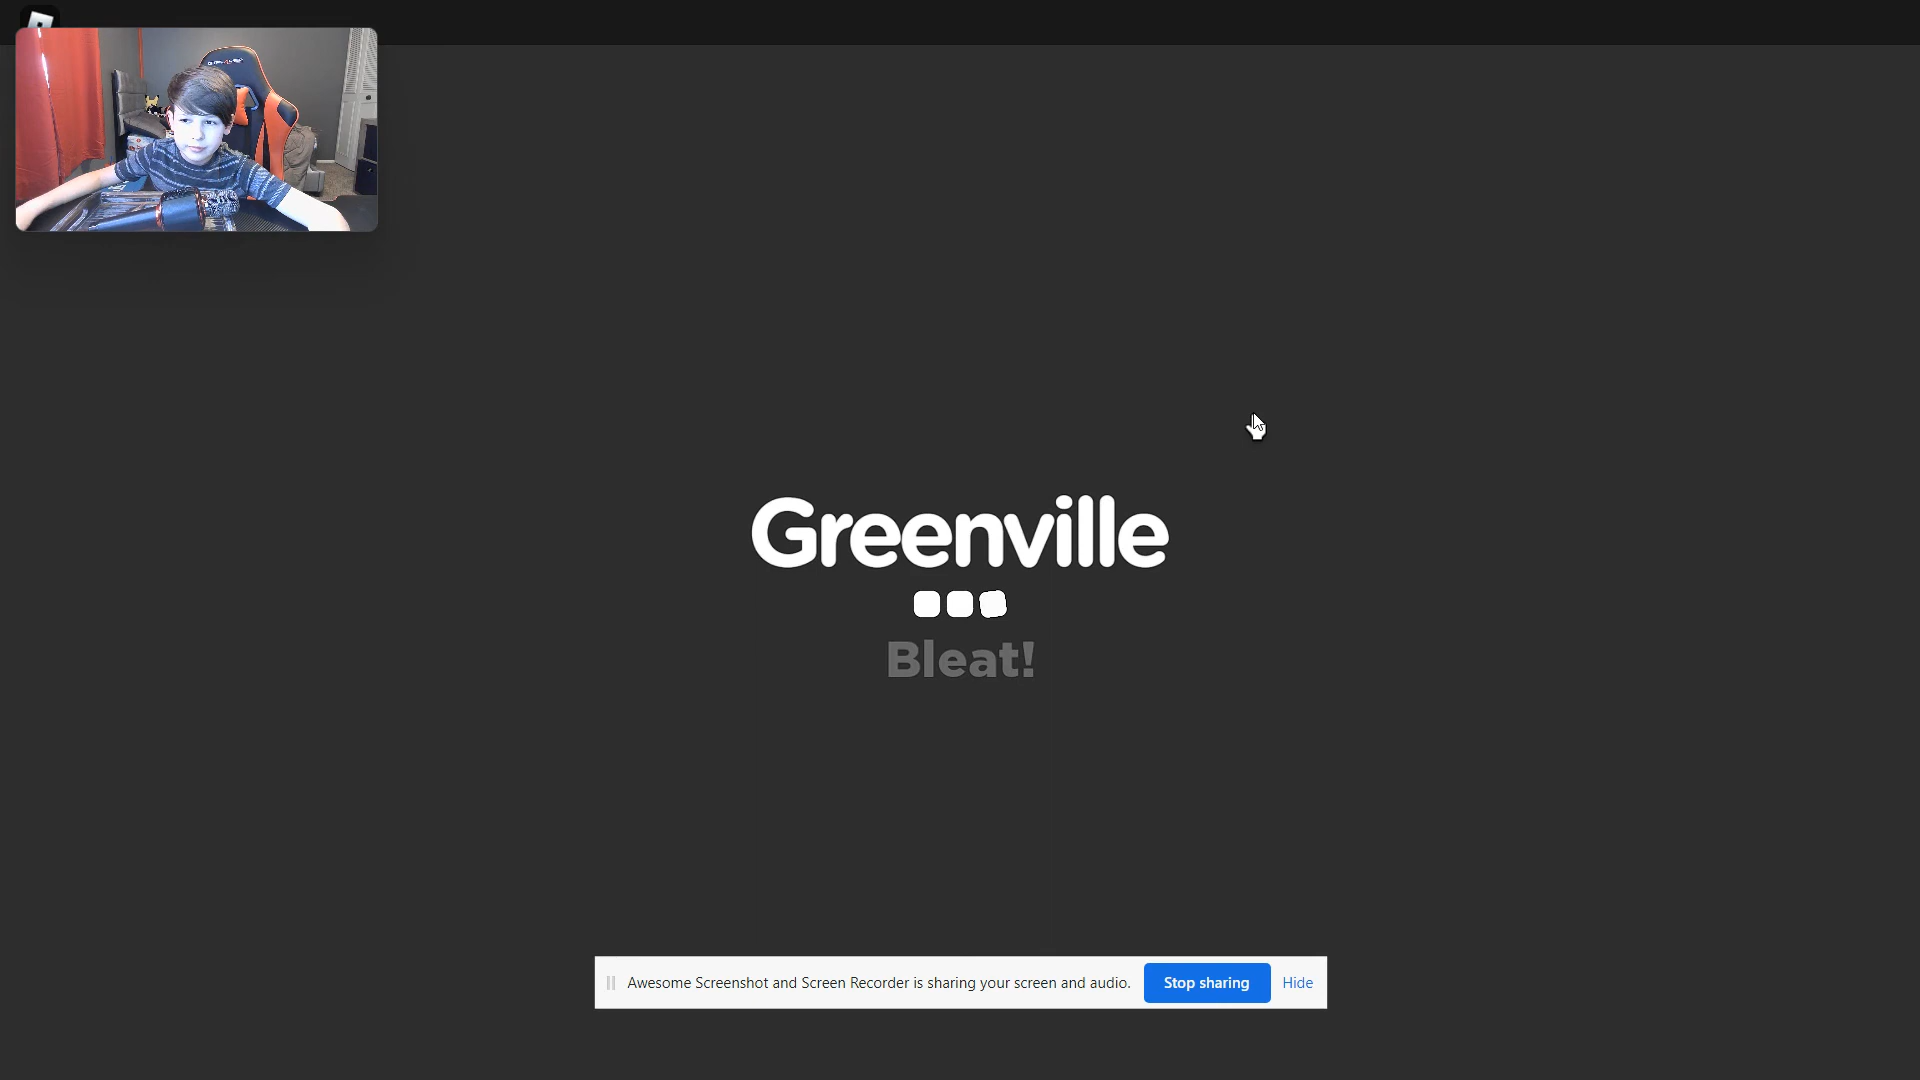 Greenville
Bleat!
Awesome Screenshot and Screen Recorder is sharing your screen and audio. Stop sharing Hide